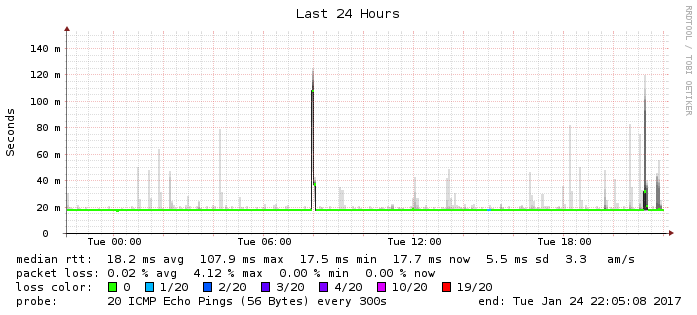 Last 24 Hours
RRDTOOL / TOBI OETIKER
Seconds
140 m
120 m
100 m
80 m
60 m
40 m
20 m
0
Tue 00:00 Tue 06:00 Tue 12:00 Tue 18:00
median rtt: 18.2 ms avg 107.9 ms max 17.5 ms min 17.7 ms now 5.5 ms sd 3.3 am/s
packet loss: 0.02 % avg 4.12 % max 0.00 % min 0.00 % now
loss color: 0 1/20 2/20 3/20 4/20 10/20 19/20
probe: 20 ICMP Echo Pings (56 Bytes) every 300s end: Tue Jan 24 22:05:08 2017